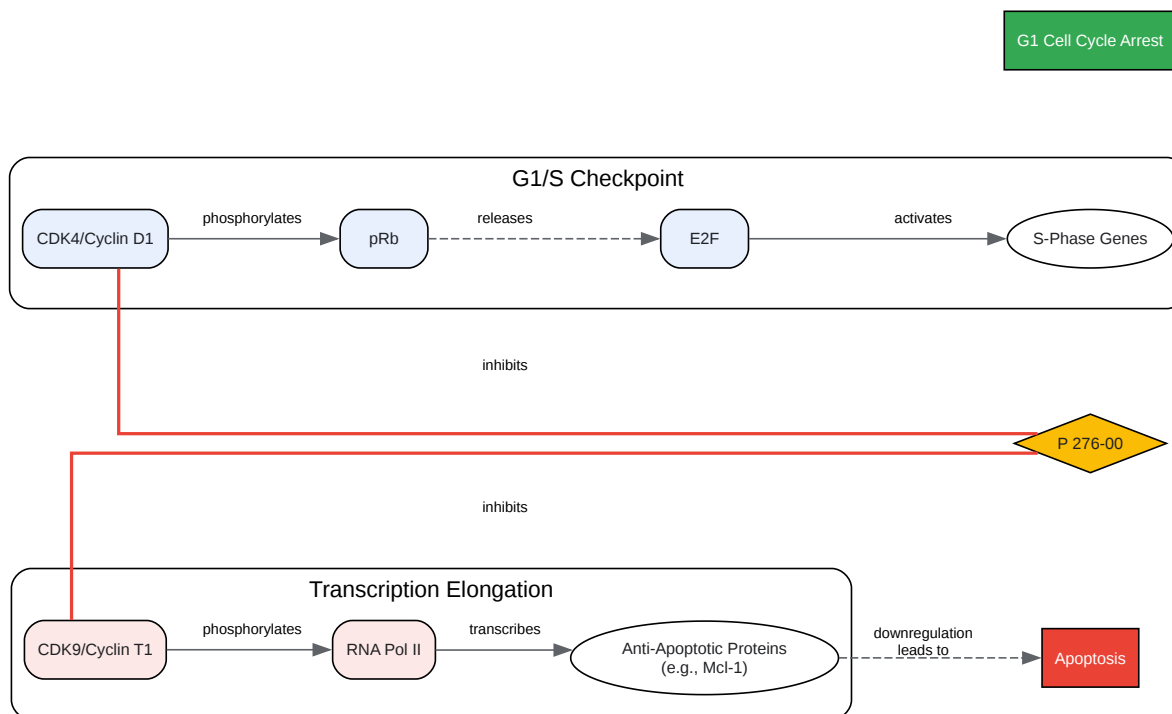 G1 Cell Cycle Arrest
G1/S Checkpoint
phosphorylates
releases
activates
CDK4/Cyclin D1
pRb
E2F
S-Phase Genes
inhibits
P 276-00
inhibits
Transcription Elongation
phosphorylates
transcribes
downregulation
leads to
CDK9/Cyclin T1
RNA Pol II
Anti-Apoptotic Proteins
(e.g., Mcl-1)
Apoptosis